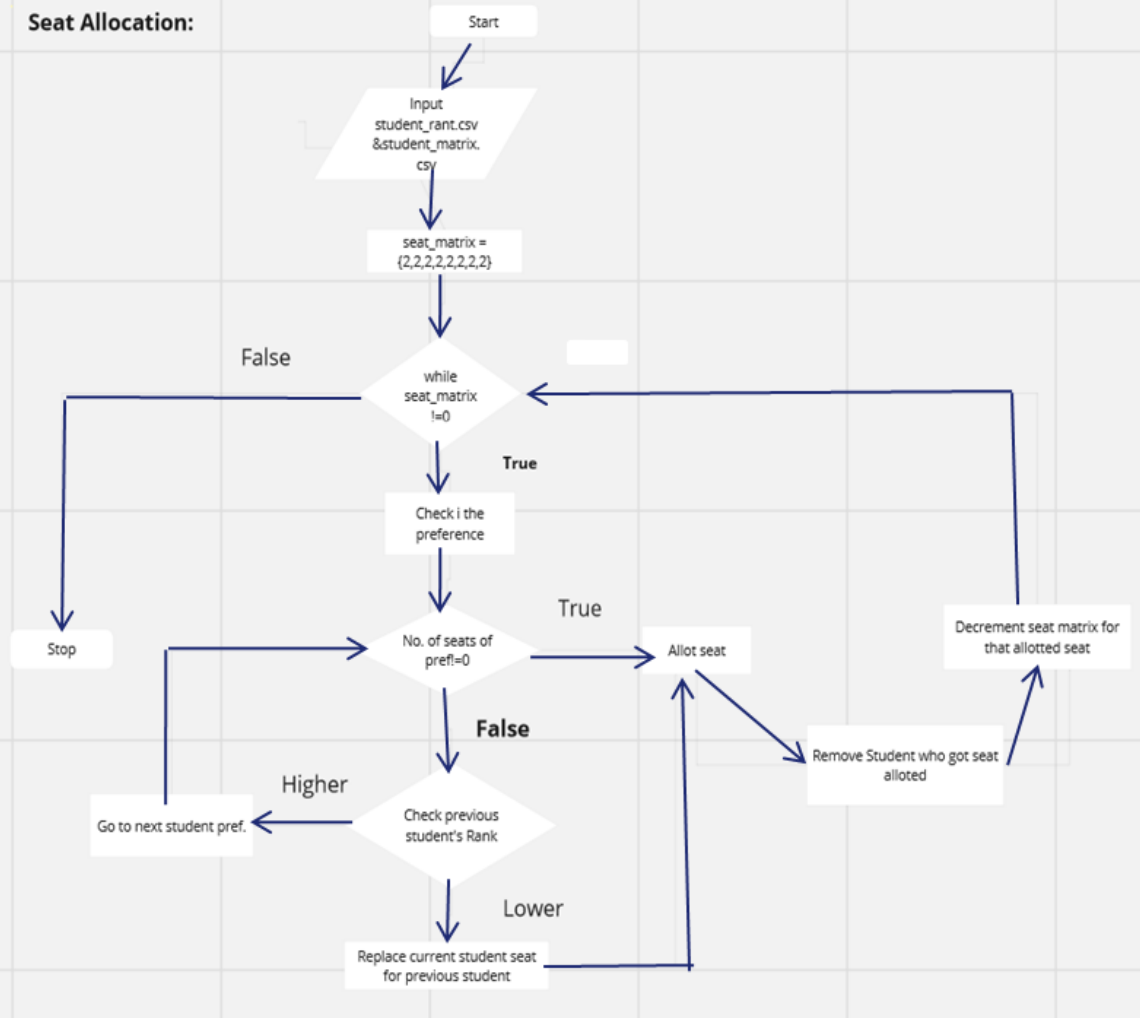 Seat Allocation:
Start
Input
student_rant.csv
&student_matrix.
csv
seat_matrix =
{2,2,2,2,2,2,2,2}
False
while
seat_matrix
!=0
True
Check i the
preference
True
No. of seats of
pref!=0
Allot seat
Decrement seat matrix for
that allotted seat
Stop
False
Remove Student who got seat
alloted
Higher
Go to next student pref.
Check previous
student's Rank
Lower
Replace current student seat
for previous student